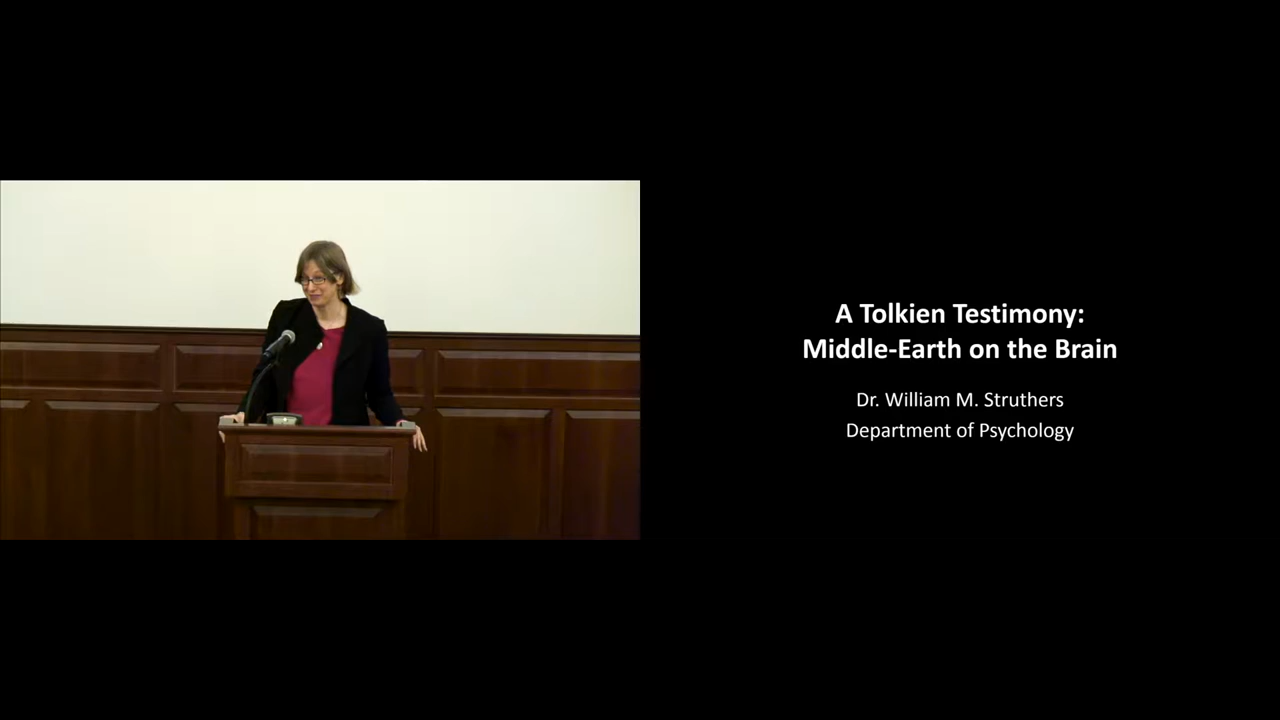 A Tolkien Testimony:
Middle-Earth on the Brain
Dr. William M. Struthers
Department of Psychology